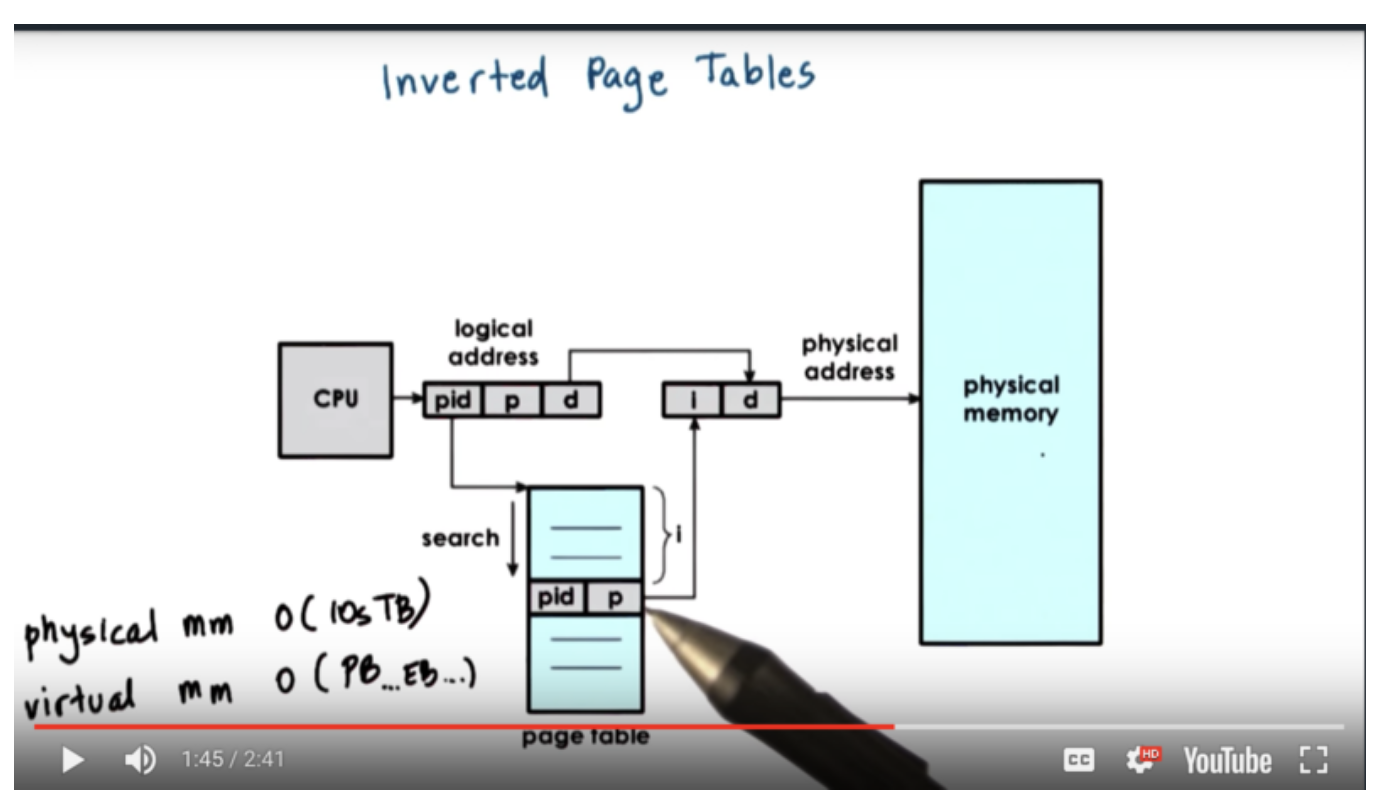 Inverted Page Tables
logical
address
physical
address
CPU
pid p d
i d
physical
memory
search
i
pid p
page table
physical mm O(10s TB)
virtual mm O(PB...EB...)
1:45 / 2:41
CC
HD
YouTube